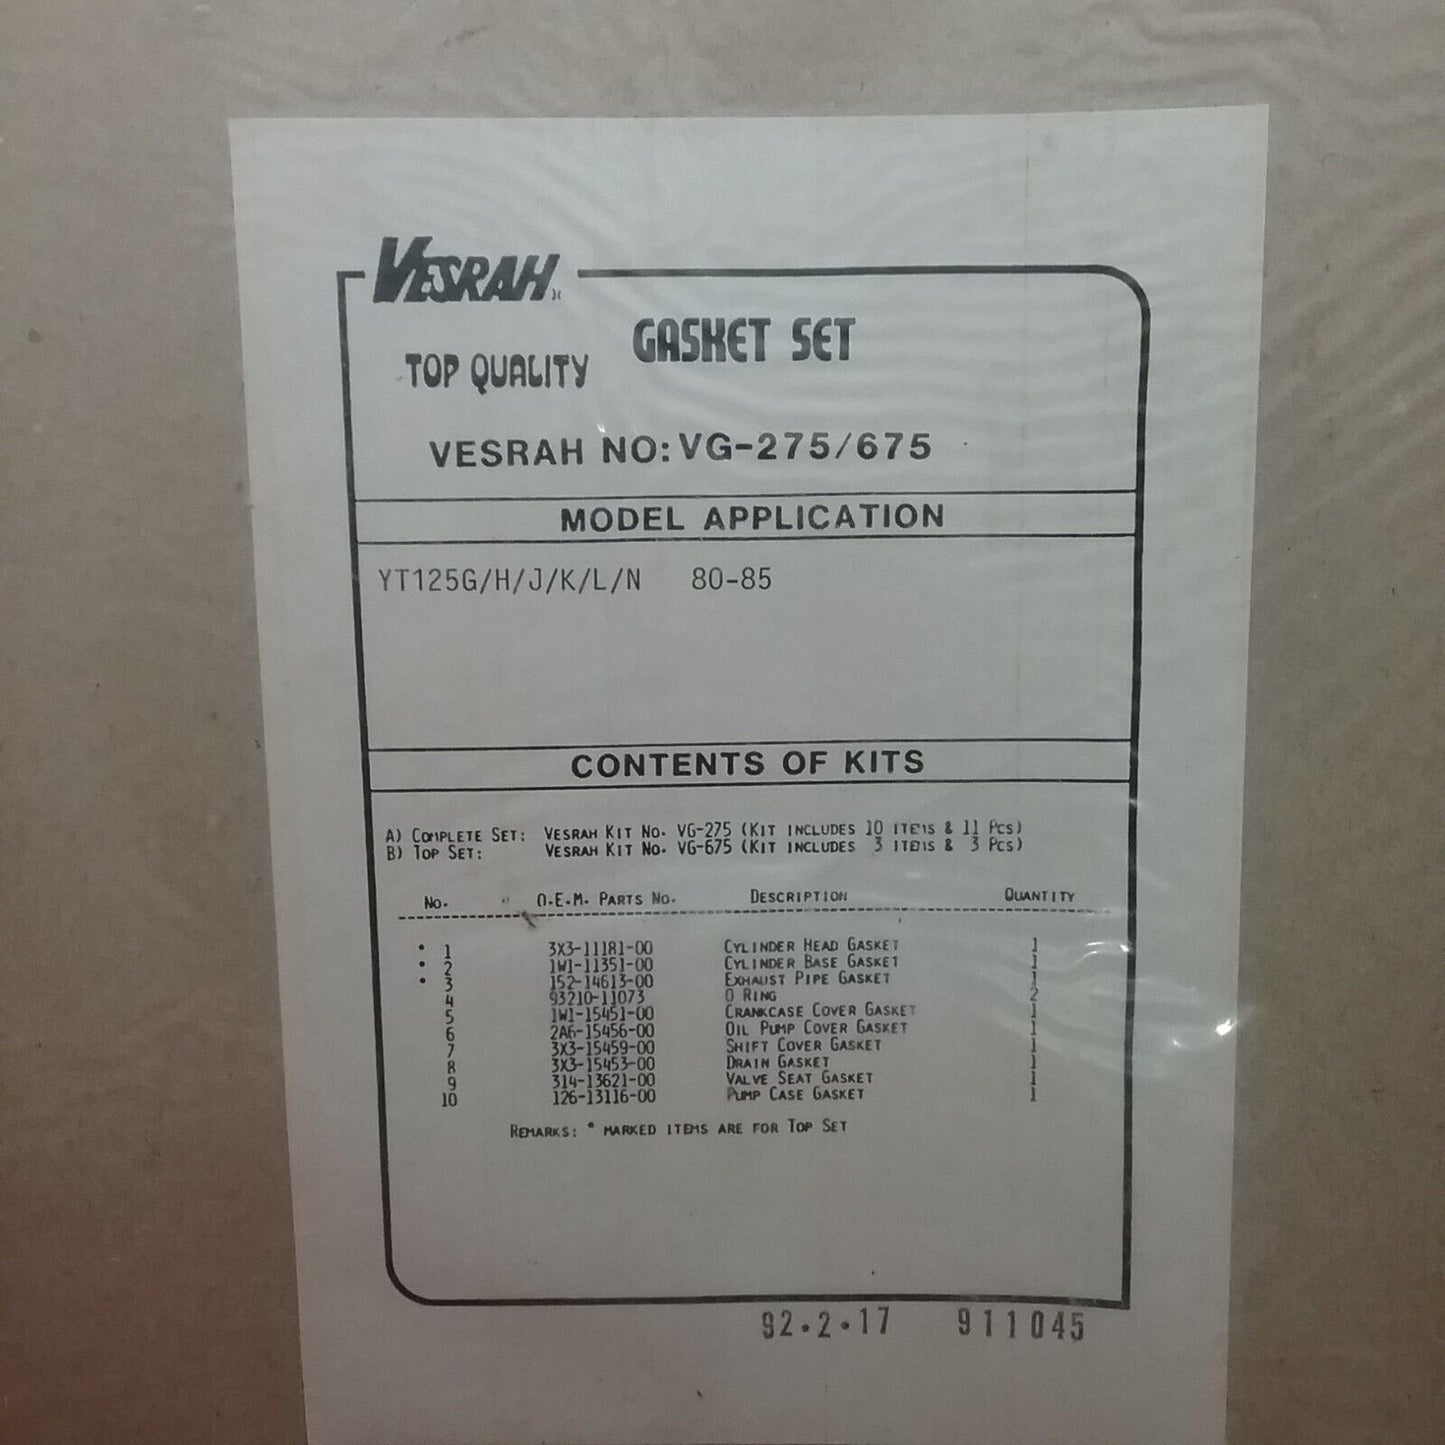 VESRAH
GASKET SET
TOP QUALITY
VESRAH NO: VG-275/675
MODEL APPLICATION
YT125G/H/J/K/L/N 80-85
CONTENTS OF KITS
A) COMPLETE SET: VESRAH KIT NO. VG-275 (KIT INCLUDES 10 ITEMS & 11 PCS)
B) TOP SET: VESRAH KIT NO. VG-675 (KIT INCLUDES 3 ITEMS & 3 PCS)
NO. O.E.M. PARTS NO. DESCRIPTION QUANTITY
* 1 3X3-11181-00 CYLINDER HEAD GASKET 1
* 2 1W1-11351-00 CYLINDER BASE GASKET 1
* 3 152-14613-00 EXHAUST PIPE GASKET 1
4 93210-11073 O RING 2
5 1W1-15451-00 CRANKCASE COVER GASKET 1
6 2A6-15456-00 OIL PUMP COVER GASKET 1
7 3X3-15459-00 SHIFT COVER GASKET 1
8 3X3-15453-00 DRAIN GASKET 1
9 314-13621-00 VALVE SEAT GASKET 1
10 126-13116-00 PUMP CASE GASKET 1
REMARKS: * MARKED ITEMS ARE FOR TOP SET
92.2.17 911045